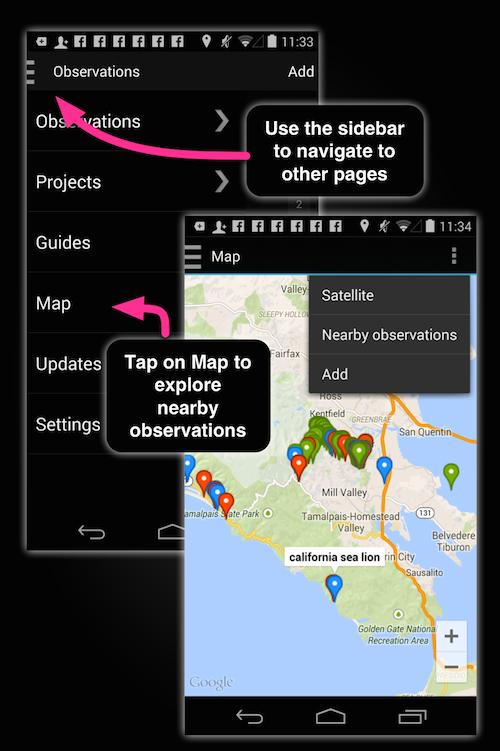 11:33
Observations
Add
Observations
Use the sidebar
to navigate to
other pages
Projects
2
Guides
Map
Updates
Settings
Tap on Map to
explore
nearby
observations
11:34
Map
Satellite
Nearby observations
Add
Valley-
SLEEPY HOLLOW
Fairfax
Ross
Kentfield
GREENBRAE
San Quentin
Mill Valley
Tamalpais State Park
Tamalpais-Homestead
Valley
131
Belvedere
Tiburon
california sea lion
rin City
Sausalito
Golden Gate National
Recreation Area
+
−
Google